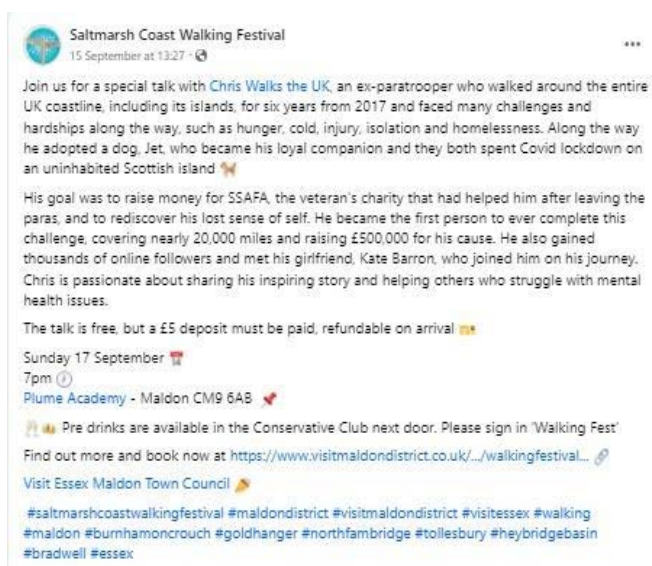 Saltmarsh Coast Walking Festival
15 September at 13:27 ·
Join us for a special talk with Chris Walks the UK, an ex-paratrooper who walked around the entire
UK coastline, including its islands, for six years from 2017 and faced many challenges and
hardships along the way, such as hunger, cold, injury, isolation and homelessness. Along the way
he adopted a dog, Jet, who became his loyal companion and they both spent Covid lockdown on
an uninhabited Scottish island 🐕
His goal was to raise money for SSAFA, the veteran's charity that had helped him after leaving the
paras, and to rediscover his lost sense of self. He became the first person to ever complete this
challenge, covering nearly 20,000 miles and raising £500,000 for his cause. He also gained
thousands of online followers and met his girlfriend, Kate Barron, who joined him on his journey.
Chris is passionate about sharing his inspiring story and helping others who struggle with mental
health issues.
The talk is free, but a £5 deposit must be paid, refundable on arrival 🎫
Sunday 17 September 📅
7pm 🕖
Plume Academy - Maldon CM9 6AB 📌
🥂🍻 Pre drinks are available in the Conservative Club next door. Please sign in 'Walking Fest'
Find out more and book now at https://www.visitmaldondistrict.co.uk/.../walkingfestival... 🔗
Visit Essex Maldon Town Council
#saltmarshcoastwalkingfestival #maldondistrict #visitmaldondistrict #visitessex #walking
#maldon #burnhamoncrouch #goldhanger #northfambridge #tollesbury #heybridgebasin
#bradwell #essex